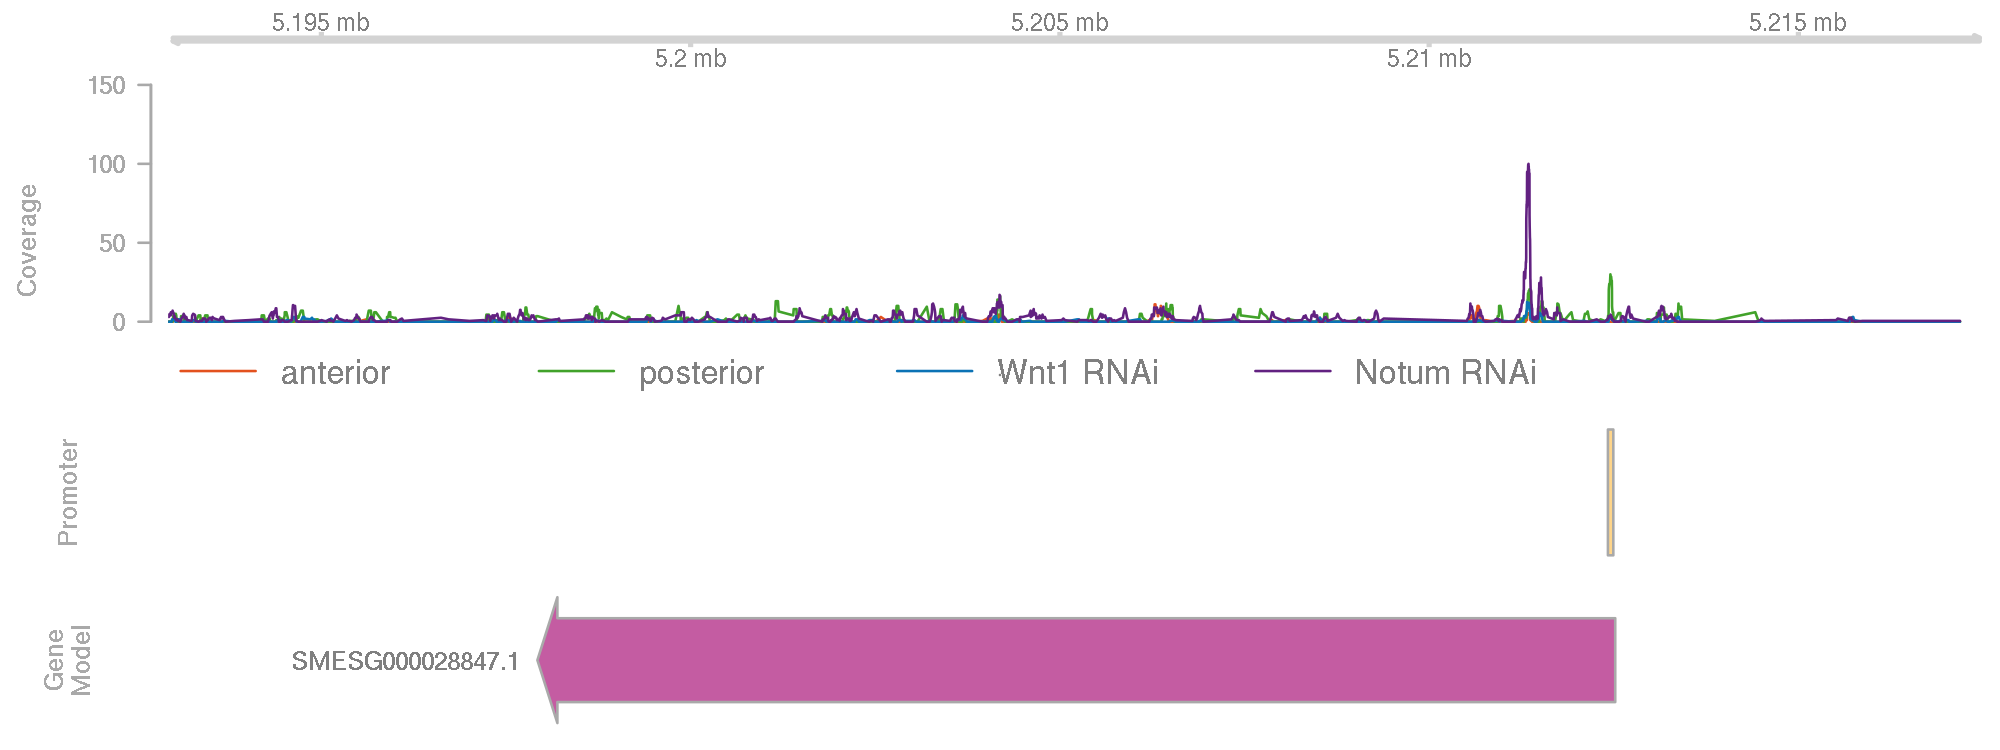 5.195 mb
5.205 mb
5.215 mb
5.2 mb
5.21 mb
150
100
50
0
Coverage
anterior
posterior
Wnt1 RNAi
Notum RNAi
Promoter
Gene
Model
SMESG000028847.1